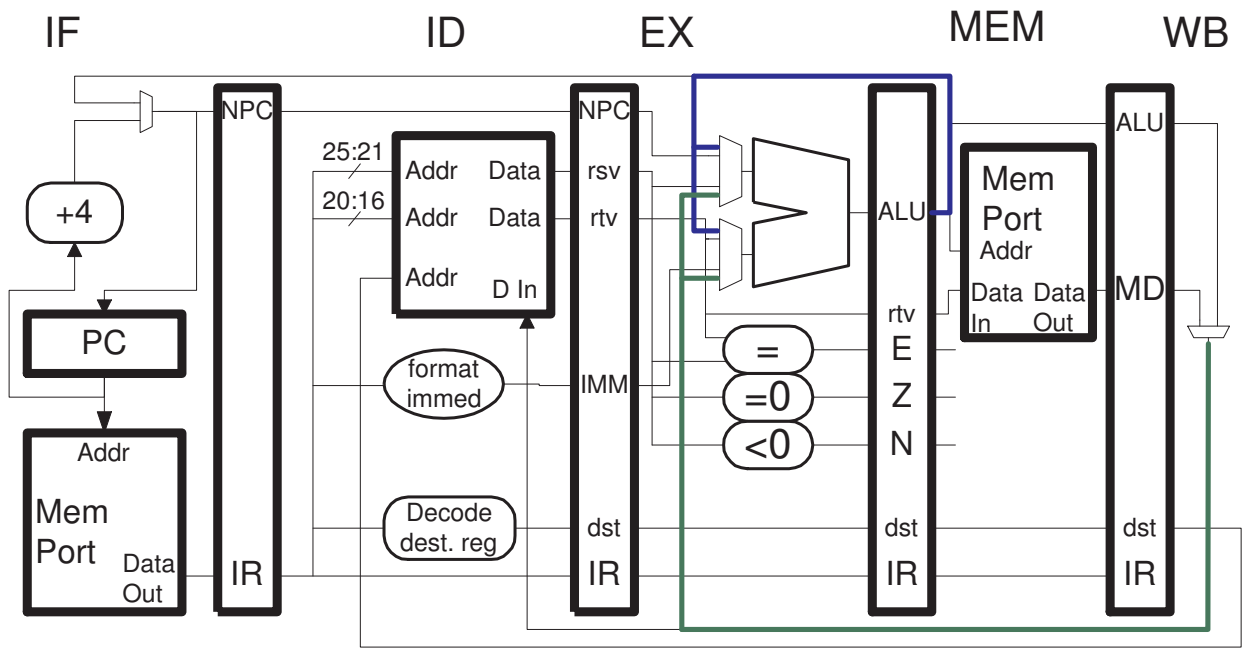 IF
ID
EX
MEM
WB
+4
PC
Addr
Mem
Port
Data
Out
NPC
IR
25:21
20:16
Addr
Data
Addr
Data
Addr
D In
format
immed
Decode
dest. reg
NPC
rsv
rtv
IMM
dst
IR
=
=0
<0
ALU
rtv
E
Z
N
dst
IR
Mem
Port
Addr
Data
In
Data
Out
ALU
MD
dst
IR